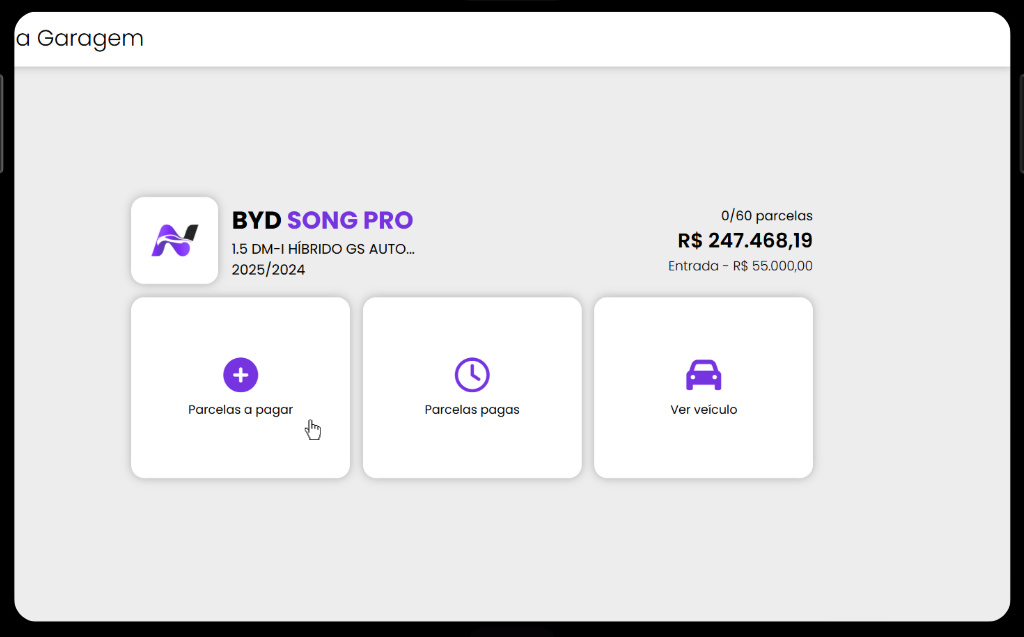 a Garagem
BYD SONG PRO
1.5 DM-I HÍBRIDO GS AUTO...
2025/2024
0/60 parcelas
R$ 247.468,19
Entrada - R$ 55.000,00
Parcelas a pagar
Parcelas pagas
Ver veículo